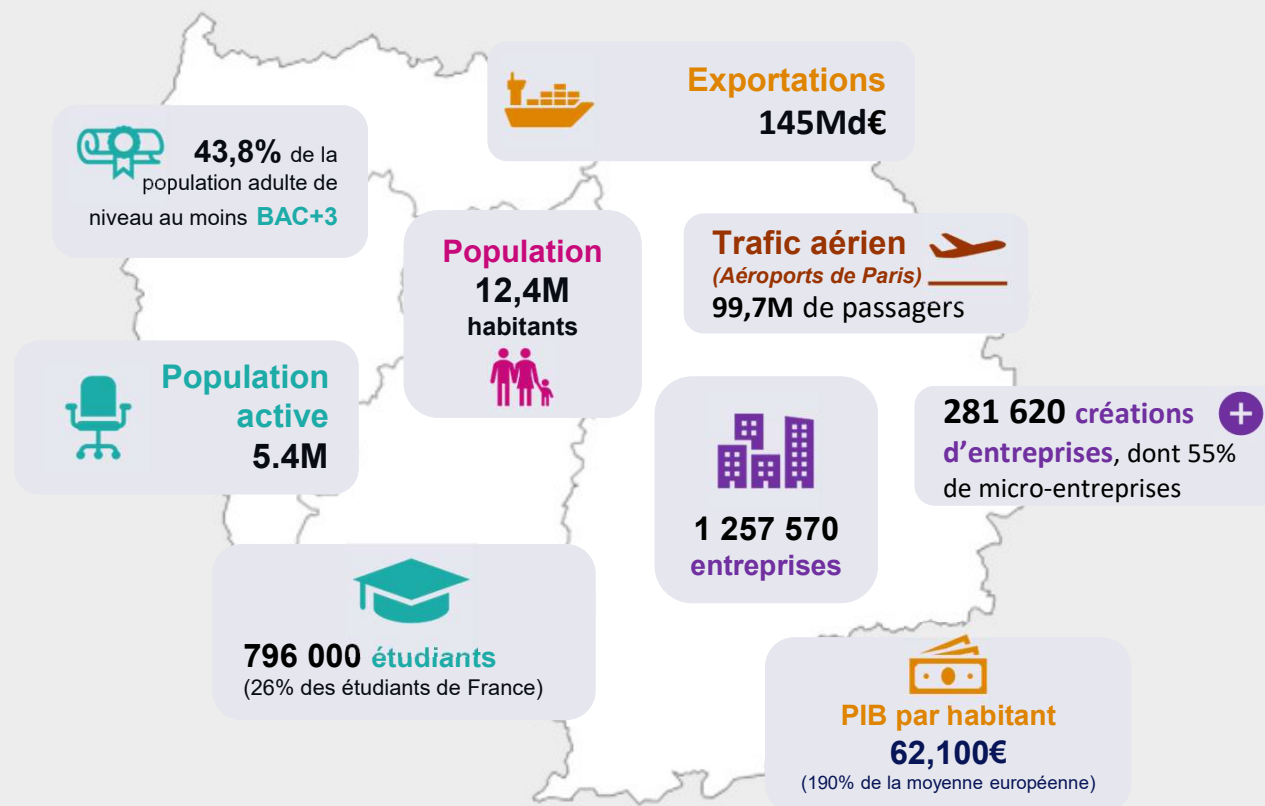 Exportations
145Md€
43,8% de la
population adulte de
niveau au moins BAC+3
Population
12,4M
habitants
Trafic aérien
(Aéroports de Paris)
99,7M de passagers
Population
active
5.4M
1 257 570
entreprises
281 620 créations
d’entreprises, dont 55%
de micro-entreprises
796 000 étudiants
(26% des étudiants de France)
PIB par habitant
62,100€
(190% de la moyenne européenne)